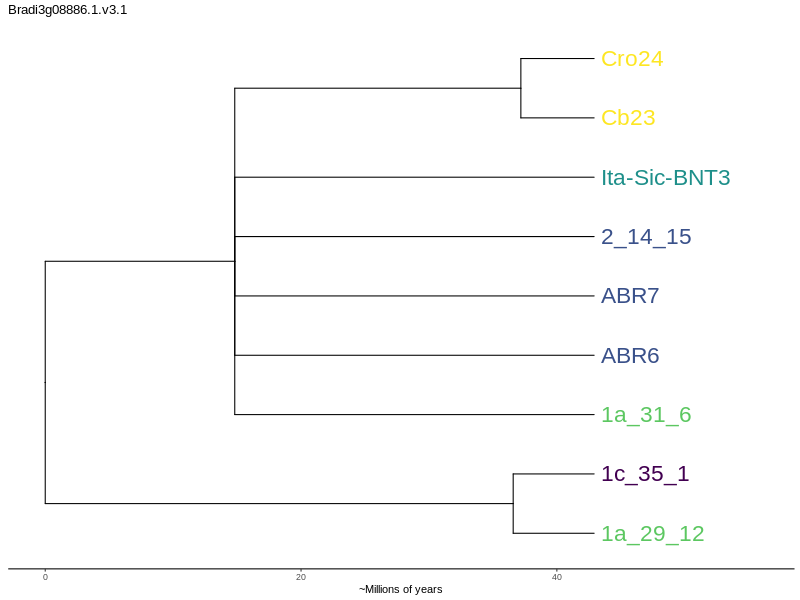 Bradi3g08886.1.v3.1
Cro24
Cb23
Ita-Sic-BNT3
2_14_15
ABR7
ABR6
1a_31_6
1c_35_1
1a_29_12
0 20 40
~Millions of years